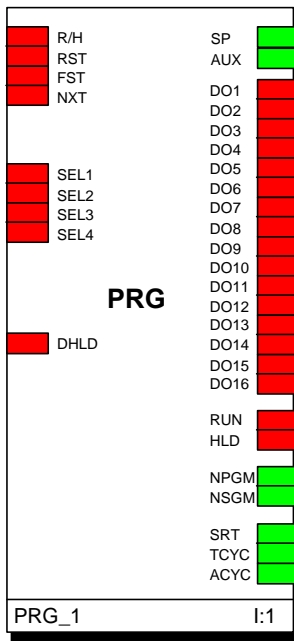 R/H
RST
FST
NXT
SEL1
SEL2
SEL3
SEL4
DHLD
PRG
SP
AUX
DO1
DO2
DO3
DO4
DO5
DO6
DO7
DO8
DO9
DO10
DO11
DO12
DO13
DO14
DO15
DO16
RUN
HLD
NPGM
NSGM
SRT
TCYC
ACYC
PRG_1 I:1